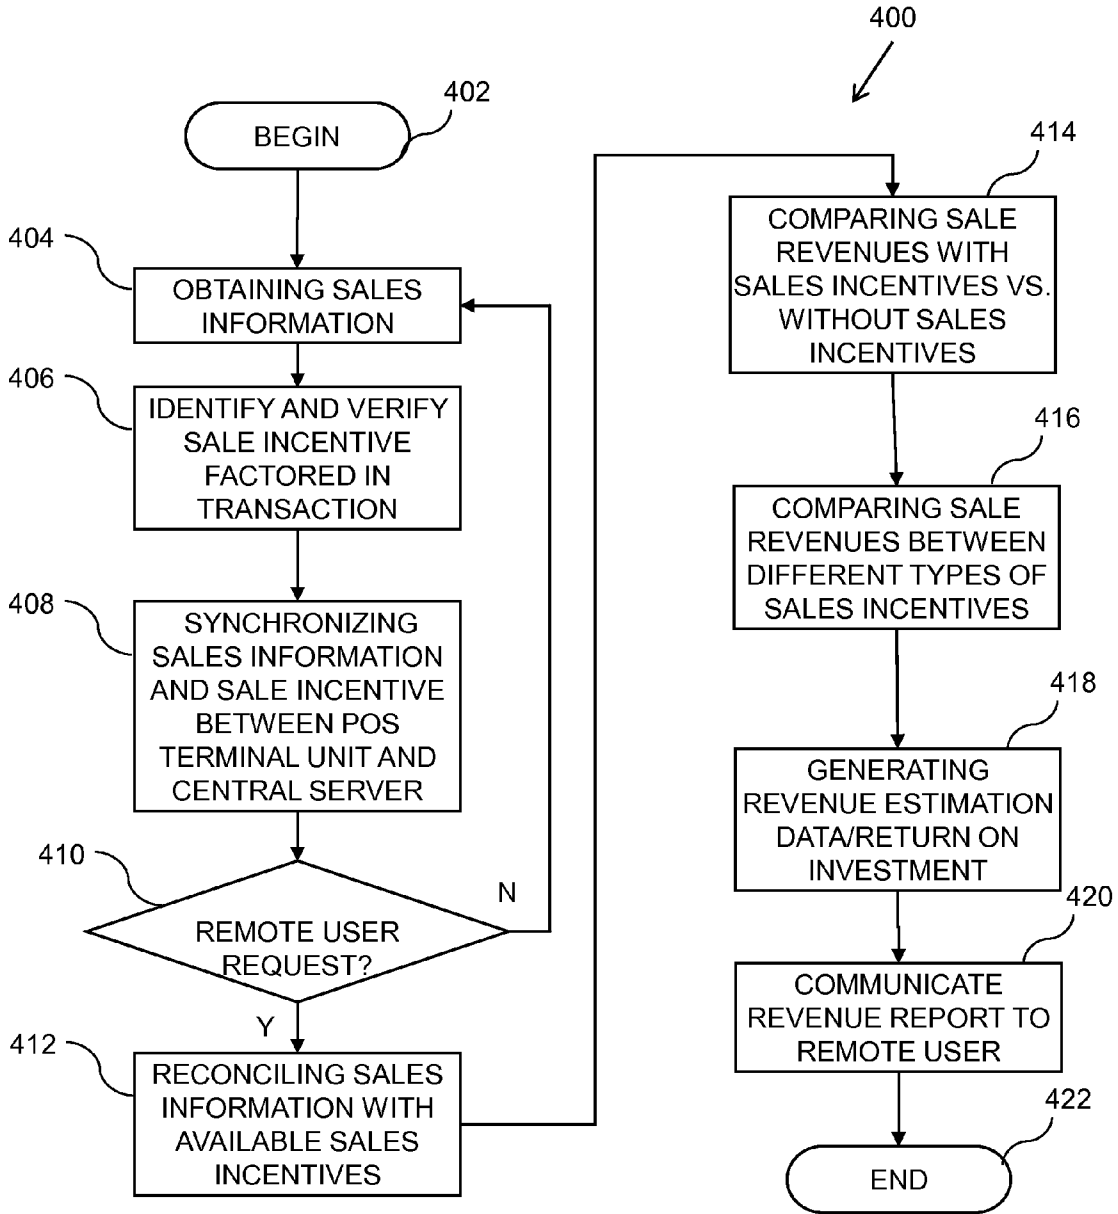 400
402
BEGIN
404
OBTAINING SALES
INFORMATION
406
IDENTIFY AND VERIFY
SALE INCENTIVE
FACTORED IN
TRANSACTION
408
SYNCHRONIZING
SALES INFORMATION
AND SALE INCENTIVE
BETWEEN POS
TERMINAL UNIT AND
CENTRAL SERVER
410
N
REMOTE USER
REQUEST?
Y
412
RECONCILING SALES
INFORMATION WITH
AVAILABLE SALES
INCENTIVES
414
COMPARING SALE
REVENUES WITH
SALES INCENTIVES VS.
WITHOUT SALES
INCENTIVES
416
COMPARING SALE
REVENUES BETWEEN
DIFFERENT TYPES OF
SALES INCENTIVES
418
GENERATING
REVENUE ESTIMATION
DATA/RETURN ON
INVESTMENT
420
COMMUNICATE
REVENUE REPORT TO
REMOTE USER
422
END